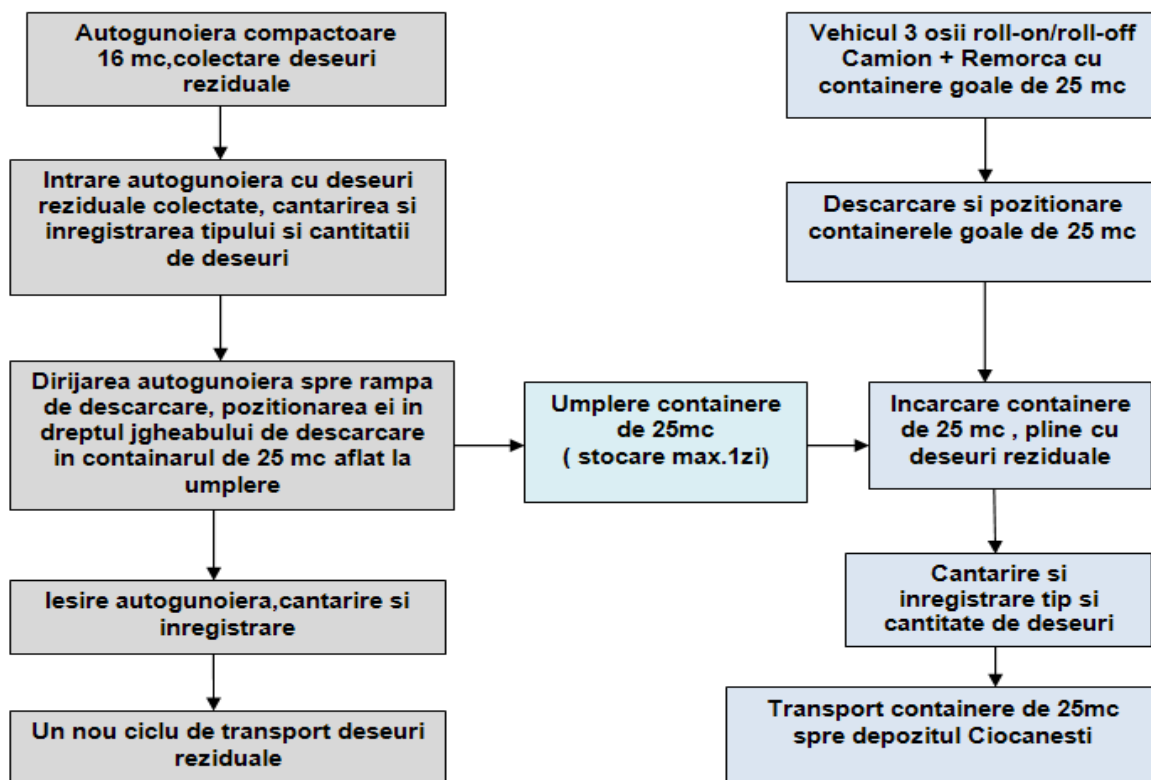 Autogunoiera compactoare
16 mc,colectare deseuri
reziduale
Intrare autogunoiera cu deseuri
reziduale colectate, cantarirea si
inregistrarea tipului si cantitatii
de deseuri
Dirijarea autogunoiera spre rampa
de descarcare, pozitionarea ei in
dreptul jgheabului de descarcare
in containarul de 25 mc aflat la
umplere
Iesire autogunoiera,cantarire si
inregistrare
Un nou ciclu de transport deseuri
reziduale
Umplere containere
de 25mc
( stocare max.1zi)
Vehicul 3 osii roll-on/roll-off
Camion + Remorca cu
containere goale de 25 mc
Descarcare si pozitionare
containerele goale de 25 mc
Incarcare containere
de 25 mc , pline cu
deseuri reziduale
Cantarire si
inregistrare tip si
cantitate de deseuri
Transport containere de 25mc
spre depozitul Ciocanesti